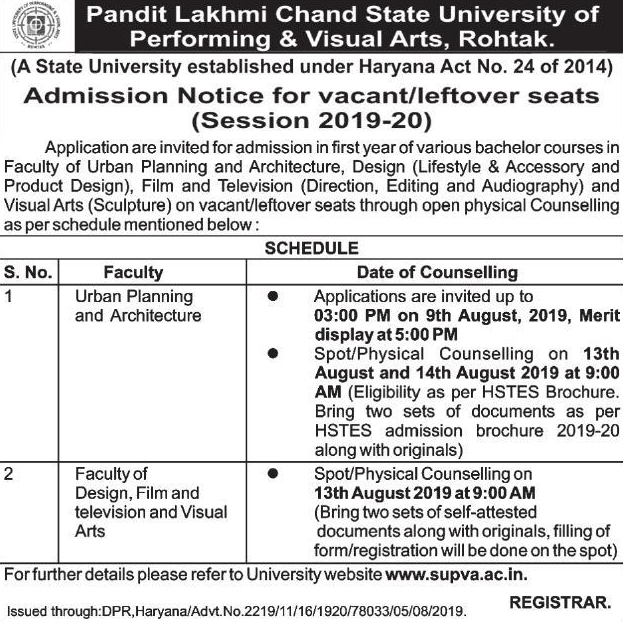 Pandit Lakhmi Chand State University of
Performing & Visual Arts, Rohtak.
(A State University established under Haryana Act No. 24 of 2014)
Admission Notice for vacant/leftover seats
(Session 2019-20)
Application are invited for admission in first year of various bachelor courses in
Faculty of Urban Planning and Architecture, Design (Lifestyle & Accessory and
Product Design), Film and Television (Direction, Editing and Audiography) and
Visual Arts (Sculpture) on vacant/leftover seats through open physical Counselling
as per schedule mentioned below :
SCHEDULE
S. No. Faculty Date of Counselling
1 Urban Planning
and Architecture
● Applications are invited up to
03:00 PM on 9th August, 2019, Merit
display at 5:00 PM
● Spot/Physical Counselling on 13th
August and 14th August 2019 at 9:00
AM (Eligibility as per HSTES Brochure.
Bring two sets of documents as per
HSTES admission brochure 2019-20
along with originals)
2 Faculty of
Design, Film and
television and Visual
Arts
● Spot/Physical Counselling on
13th August 2019 at 9:00 AM
(Bring two sets of self-attested
documents along with originals, filling of
form/registration will be done on the spot)
For further details please refer to University website www.supva.ac.in.
REGISTRAR.
Issued through:DPR,Haryana/Advt.No.2219/11/16/1920/78033/05/08/2019.